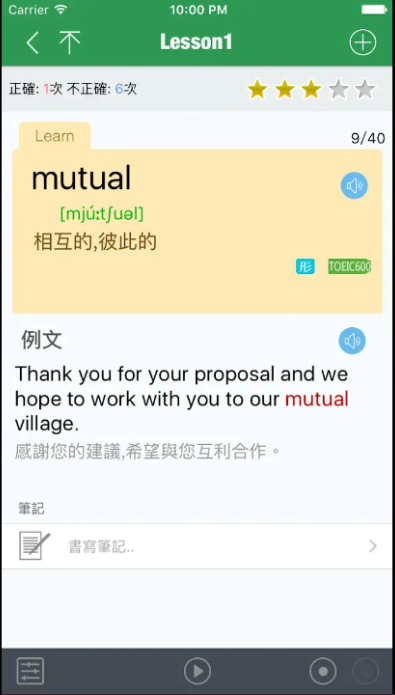 Carrier 10:00 PM
Lesson1
正確: 1次 不正確: 6次
Learn
9/40
mutual
[mjúːtʃuəl]
相互的,彼此的
形 TOEIC600
例文
Thank you for your proposal and we
hope to work with you to our mutual
village.
感謝您的建議,希望與您互利合作。
筆記
書寫筆記..